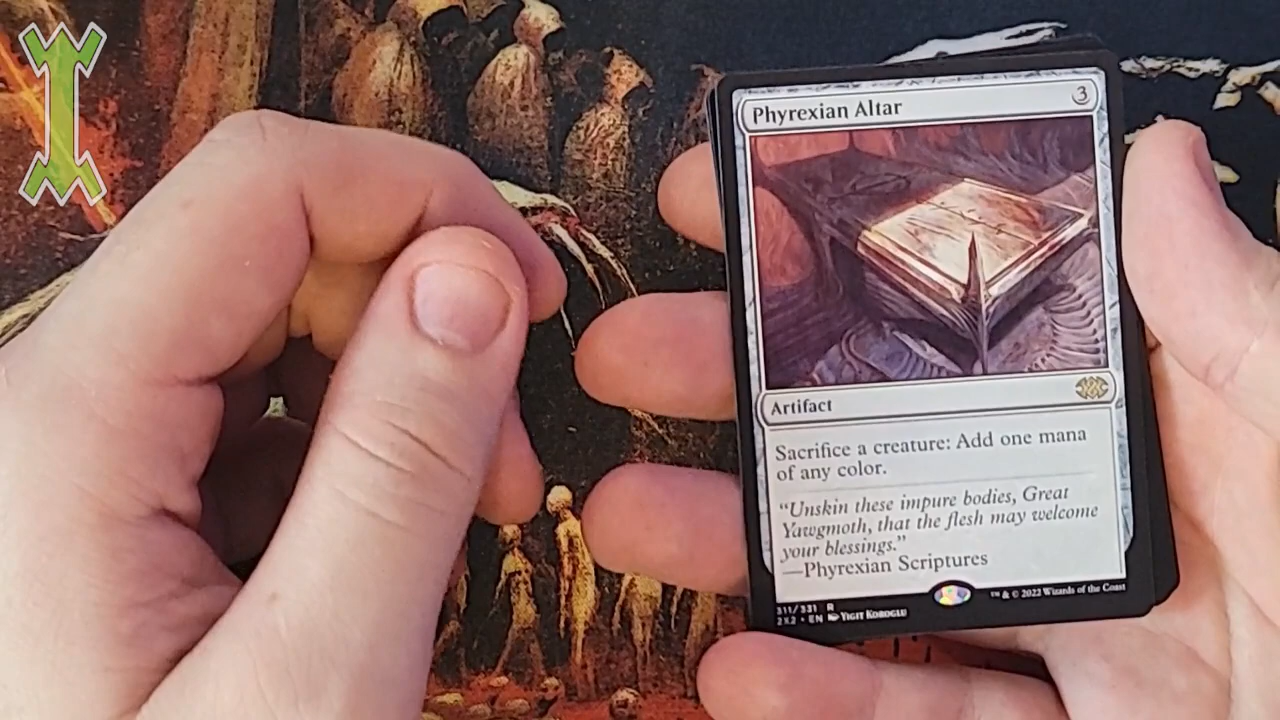 Phyrexian Altar 3
Artifact
Sacrifice a creature: Add one mana
of any color.
“Unskin these impure bodies, Great
Yawgmoth, that the flesh may welcome
your blessings.”
—Phyrexian Scriptures
311/331 R
2X2 • EN YIGIT KOROGLU
™ & © 2022 Wizards of the Coast